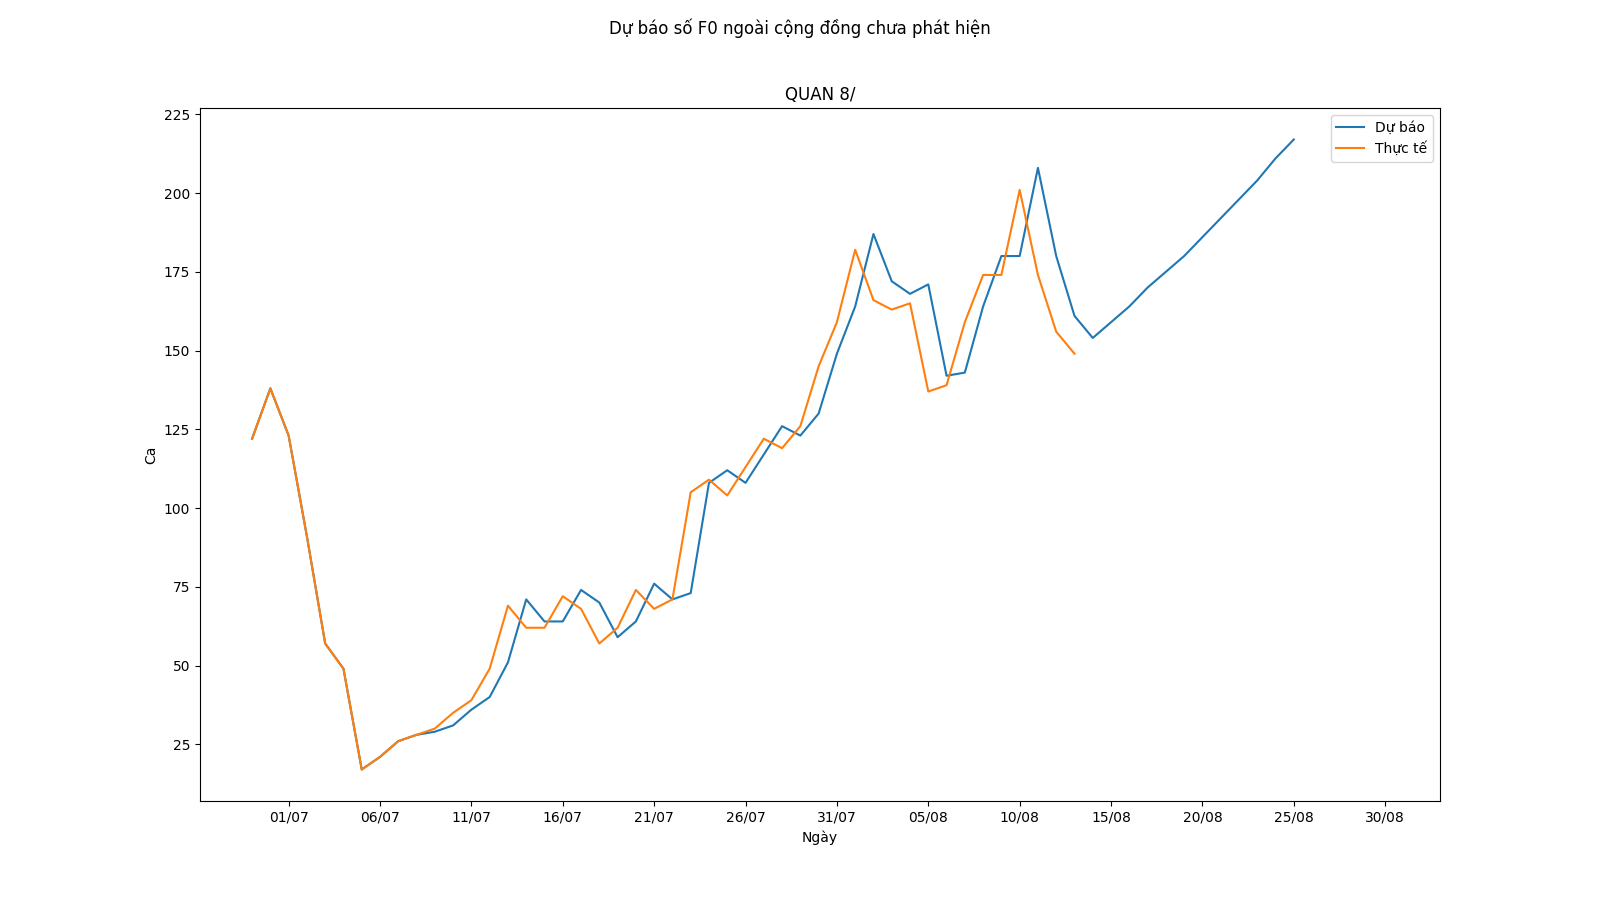 Dự báo số F0 ngoài cộng đồng chưa phát hiện
QUAN 8/
Dự báo
Thực tế
225
200
175
150
125
100
75
50
25
Ca
01/07 06/07 11/07 16/07 21/07 26/07 31/07 05/08 10/08 15/08 20/08 25/08 30/08
Ngày